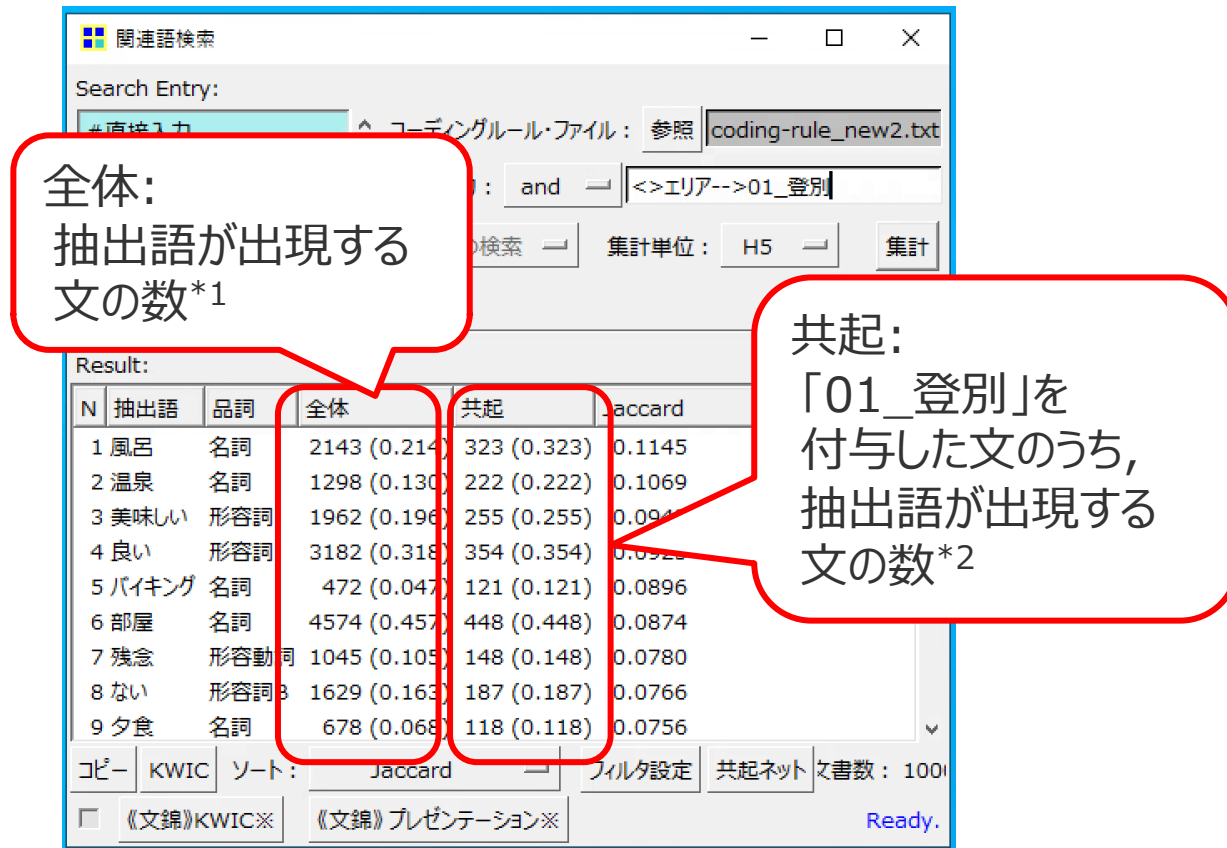 関連語検索
Search Entry:
#直接入力
コーディングルール・ファイル： 参照 coding-rule_new2.txt
全体:
抽出語が出現する
文の数*1
： and <>エリア-->01_登別
検索 集計単位： H5 集計
共起:
「01_登別」を
付与した文のうち,
抽出語が出現する
文の数*2
Result:
N 抽出語 品詞 全体 共起 Jaccard
1 風呂 名詞 2143 (0.214) 323 (0.323) 0.1145
2 温泉 名詞 1298 (0.130) 222 (0.222) 0.1069
3 美味しい 形容詞 1962 (0.196) 255 (0.255)
4 良い 形容詞 3182 (0.318) 354 (0.354)
5 バイキング 名詞 472 (0.047) 121 (0.121) 0.0896
6 部屋 名詞 4574 (0.457) 448 (0.448) 0.0874
7 残念 形容動詞 1045 (0.105) 148 (0.148) 0.0780
8 ない 形容詞B 1629 (0.163) 187 (0.187) 0.0766
9 夕食 名詞 678 (0.068) 118 (0.118) 0.0756
コピー KWIC ソート： Jaccard フィルタ設定 共起ネット 文書数： 100
《文錦》KWIC※ 《文錦》プレゼンテーション※ Ready.